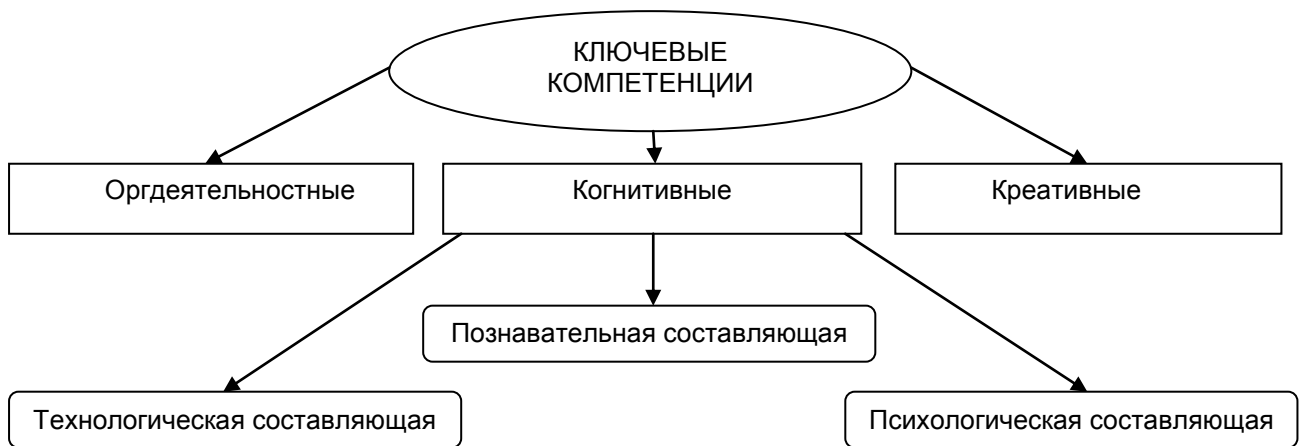 КЛЮЧЕВЫЕ
КОМПЕТЕНЦИИ
Оргдеятельностные
Когнитивные
Креативные
Познавательная составляющая
Технологическая составляющая
Психологическая составляющая